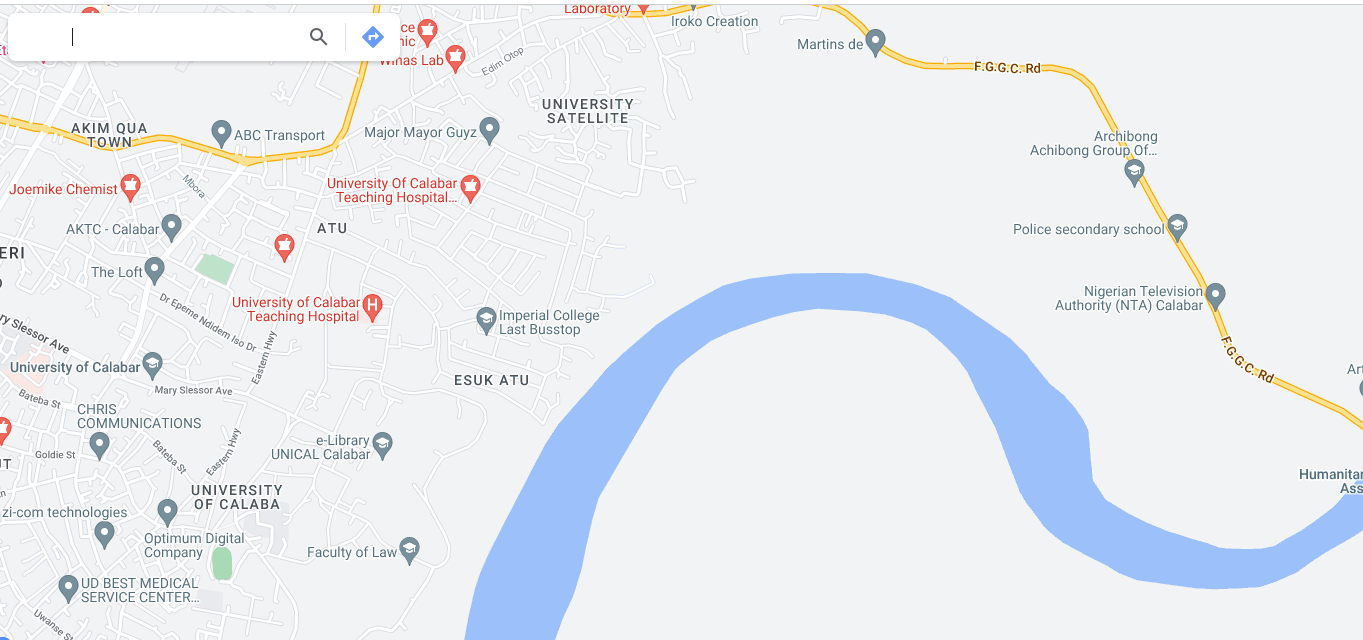 Laboratory
Iroko Creation
Martins de
Winas Lab
Edim Otop
F.G.G.C. Rd
UNIVERSITY
SATELLITE
AKIM QUA
TOWN
ABC Transport
Major Mayor Guyz
Archibong
Achibong Group Of…
Joemike Chemist
Mbora
University Of Calabar
Teaching Hospital…
AKTC - Calabar
ATU
Police secondary school
ERI
The Loft
Nigerian Television
Authority (NTA) Calabar
University of Calabar
Teaching Hospital
Imperial College
Last Busstop
Dr Epeme Ndidem Iso Dr
ry Slessor Ave
Eastern Hwy
F.G.G.C. Rd
University of Calabar
ESUK ATU
Mary Slessor Ave
Bateba St
CHRIS
COMMUNICATIONS
e-Library
UNICAL Calabar
Goldie St
Bateba St
Eastern Hwy
Humanitar
Ass
UNIVERSITY
OF CALABA
zi-com technologies
Optimum Digital
Company
Faculty of Law
UD BEST MEDICAL
SERVICE CENTER…
Uwanse St